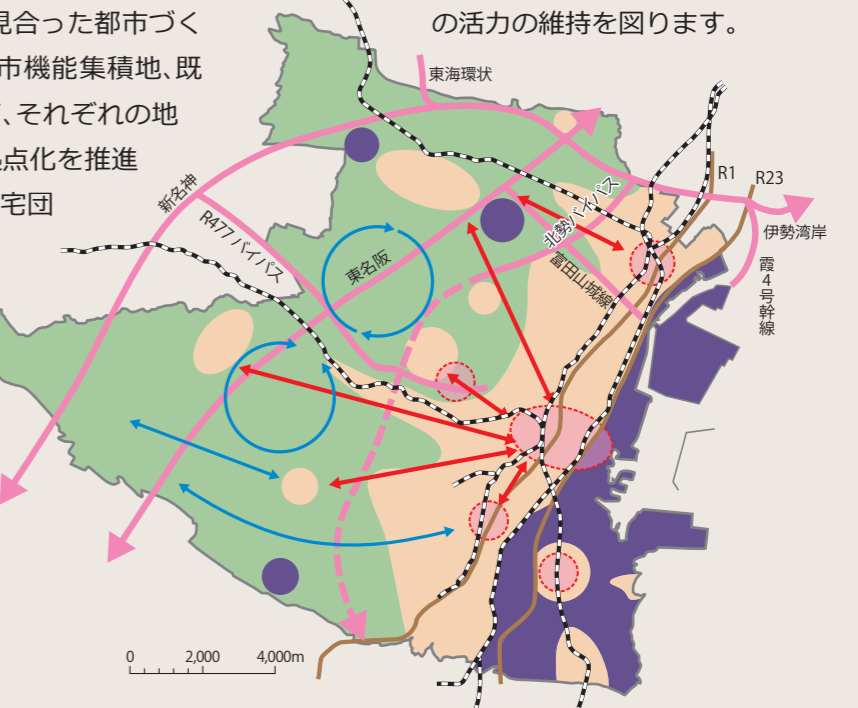 見合った都市づく
市機能集積地、既
、それぞれの地
点化を推進
宅団
の活力の維持を図ります。
東海環状
R1
R23
新名神
R477 バイパス
東名阪
北勢バイパス
富田山城線
伊勢湾岸
霞4号幹線
0 2,000 4,000m